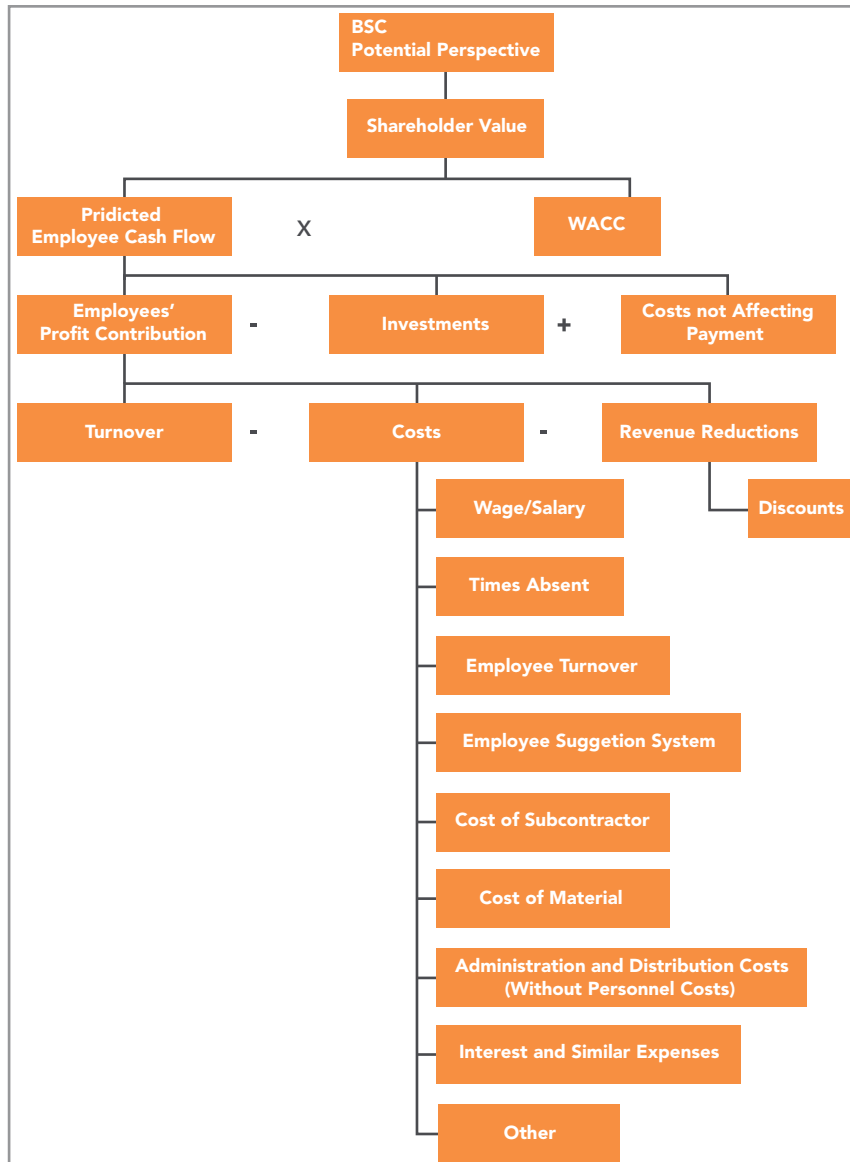 BSC
Potential Perspective
Shareholder Value
Pridicted
Employee Cash Flow
x
WACC
Employees‘
Profit Contribution
-
Investments
+
Costs not Affecting
Payment
Turnover
-
Costs
-
Revenue Reductions
Wage/Salary
Discounts
Times Absent
Employee Turnover
Employee Suggetion System
Cost of Subcontractor
Cost of Material
Administration and Distribution Costs
(Without Personnel Costs)
Interest and Similar Expenses
Other